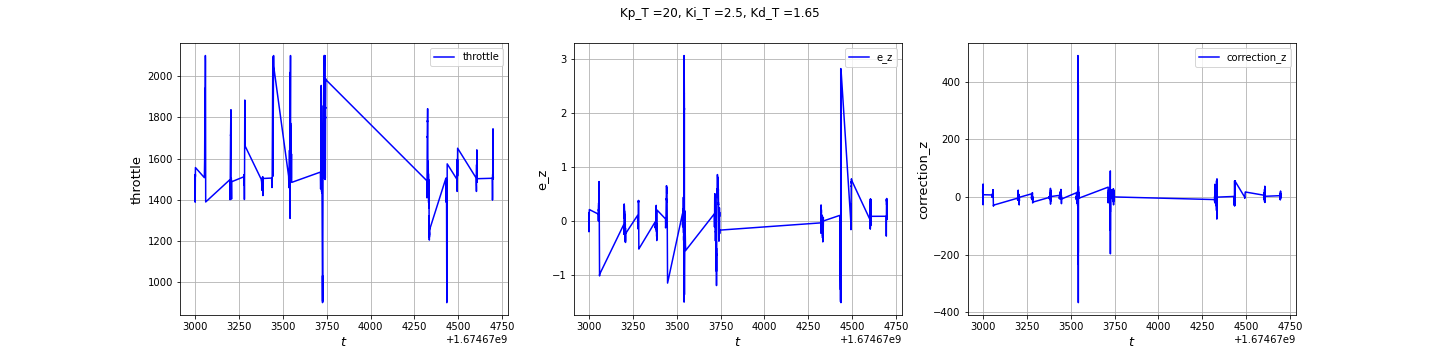 Kp_T =20, Ki_T =2.5, Kd_T =1.65
throttle
2000
1800
1600
1400
1200
1000
throttle
3000 3250 3500 3750 4000 4250 4500 4750
+1.67467e9
t
e_z
3
2
1
0
−1
e_z
3000 3250 3500 3750 4000 4250 4500 4750
+1.67467e9
t
correction_z
400
200
0
−200
−400
correction_z
3000 3250 3500 3750 4000 4250 4500 4750
+1.67467e9
t